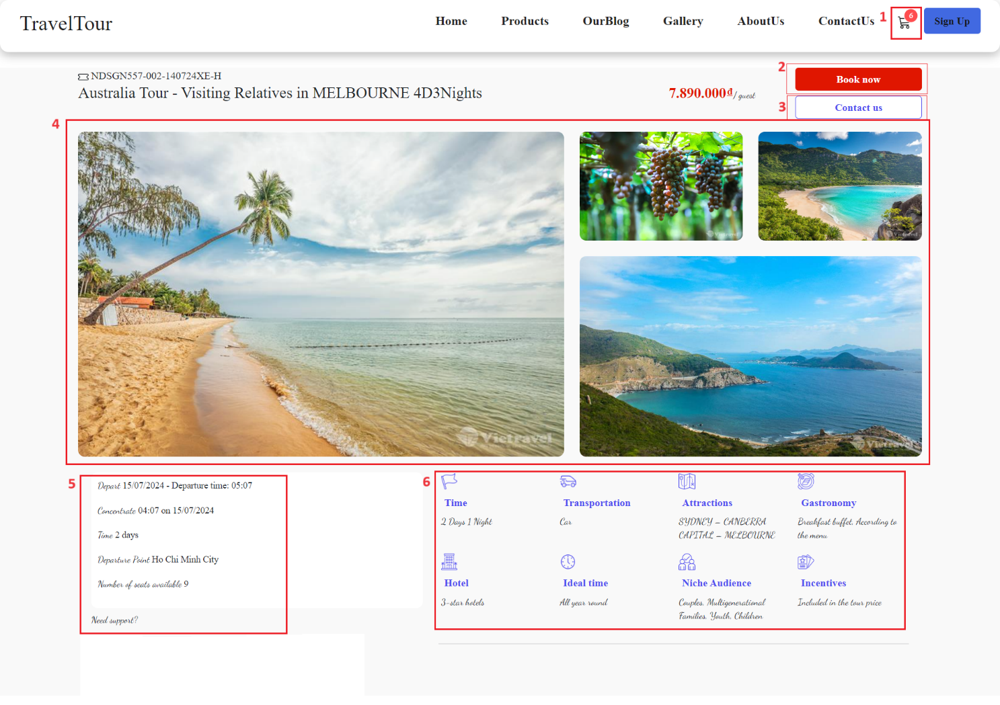 TravelTour
Home
Products
OurBlog
Gallery
AboutUs
ContactUs
1
6
Sign Up
NDSGN557-002-140724XE-H
Australia Tour - Visiting Relatives in MELBOURNE 4D3Nights
7.890.000₫/ guest
2
Book now
3
Contact us
4
Vietravel
Vietravel
Vietravel
Vietravel
5
Depart 15/07/2024 - Departure time: 05:07
Concentrate 04:07 on 15/07/2024
Time 2 days
Departure Point Ho Chi Minh City
Number of seats available 9
Need support?
6
Time
2 Days 1 Night
Transportation
Car
Attractions
SYDNEY – CANBERRA
CAPITAL – MELBOURNE
Gastronomy
Breakfast buffet, According to
the menu
Hotel
3-star hotels
Ideal time
All year round
Niche Audience
Couples, Multigenerational
Families, Youth, Children
Incentives
Included in the tour price